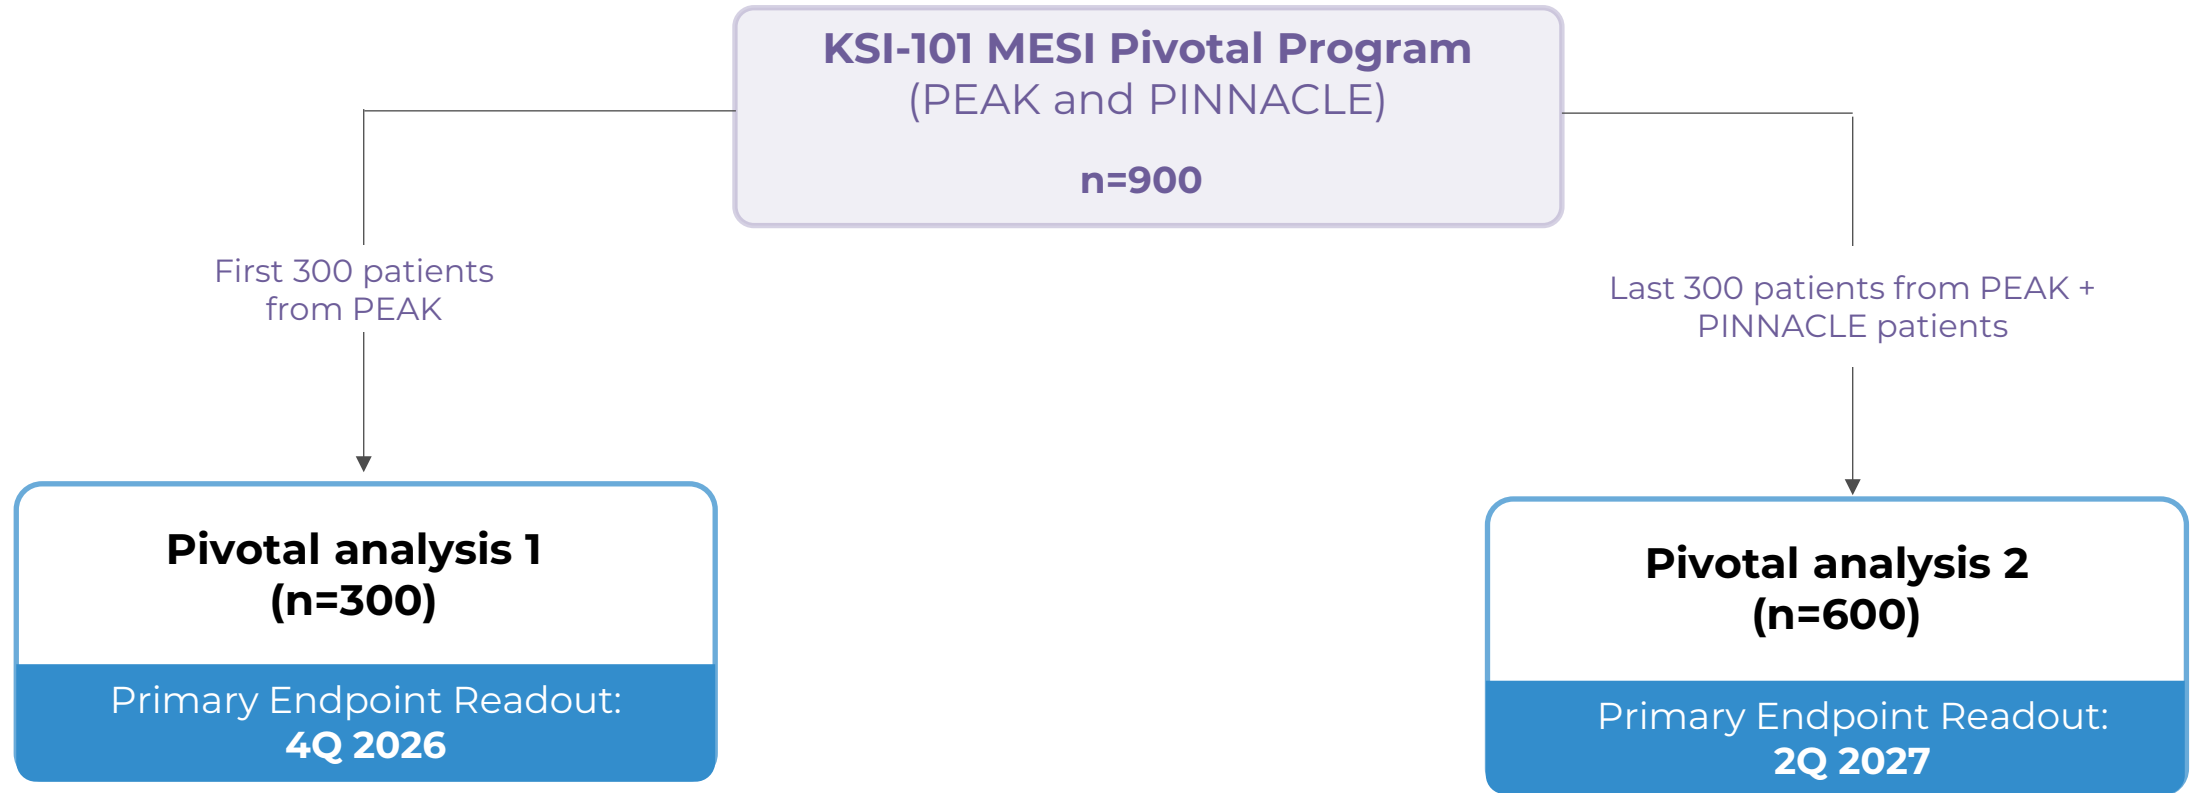 KSI-101 MESI Pivotal Program
(PEAK and PINNACLE)
n=900
First 300 patients
from PEAK
Last 300 patients from PEAK +
PINNACLE patients
Pivotal analysis 1
(n=300)
Primary Endpoint Readout:
4Q 2026
Pivotal analysis 2
(n=600)
Primary Endpoint Readout:
2Q 2027